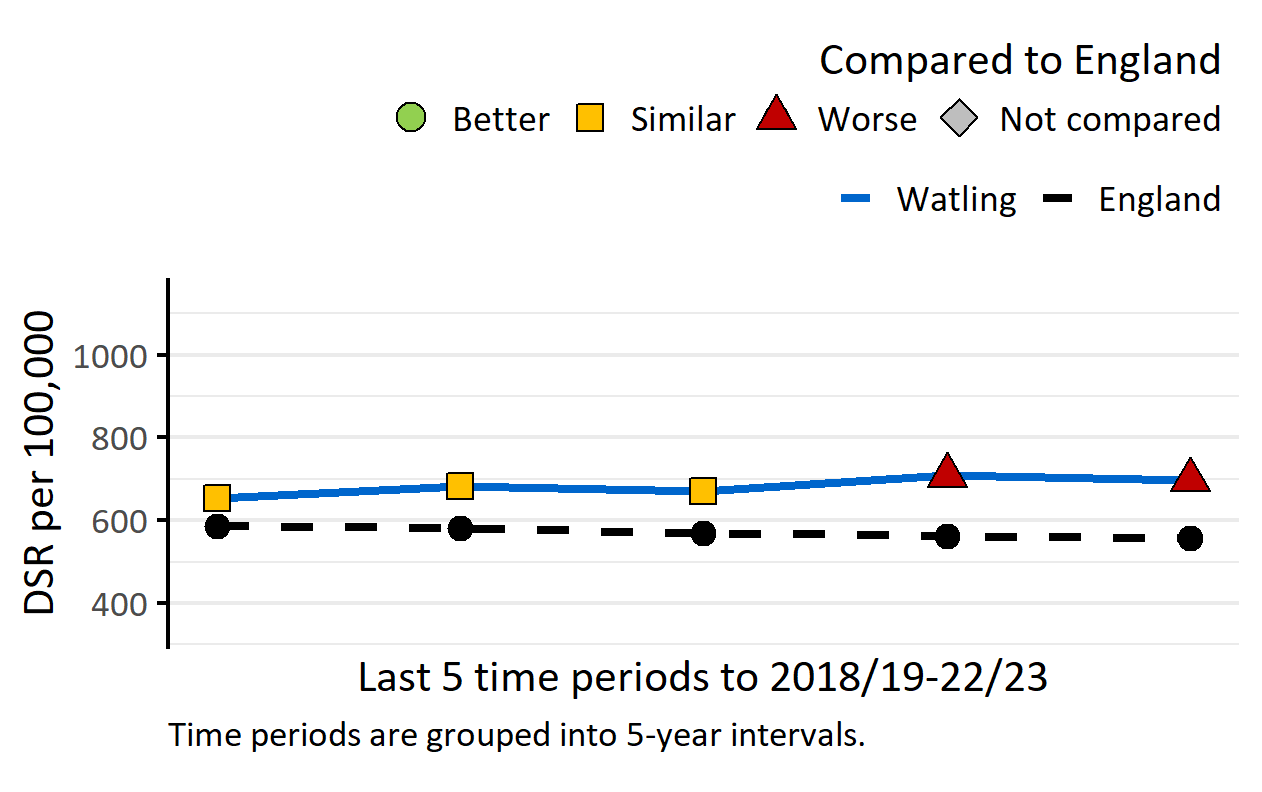 Compared to England
Better Similar Worse Not compared
Watling England
DSR per 100,000
1000
800
600
400
Last 5 time periods to 2018/19-22/23
Time periods are grouped into 5-year intervals.